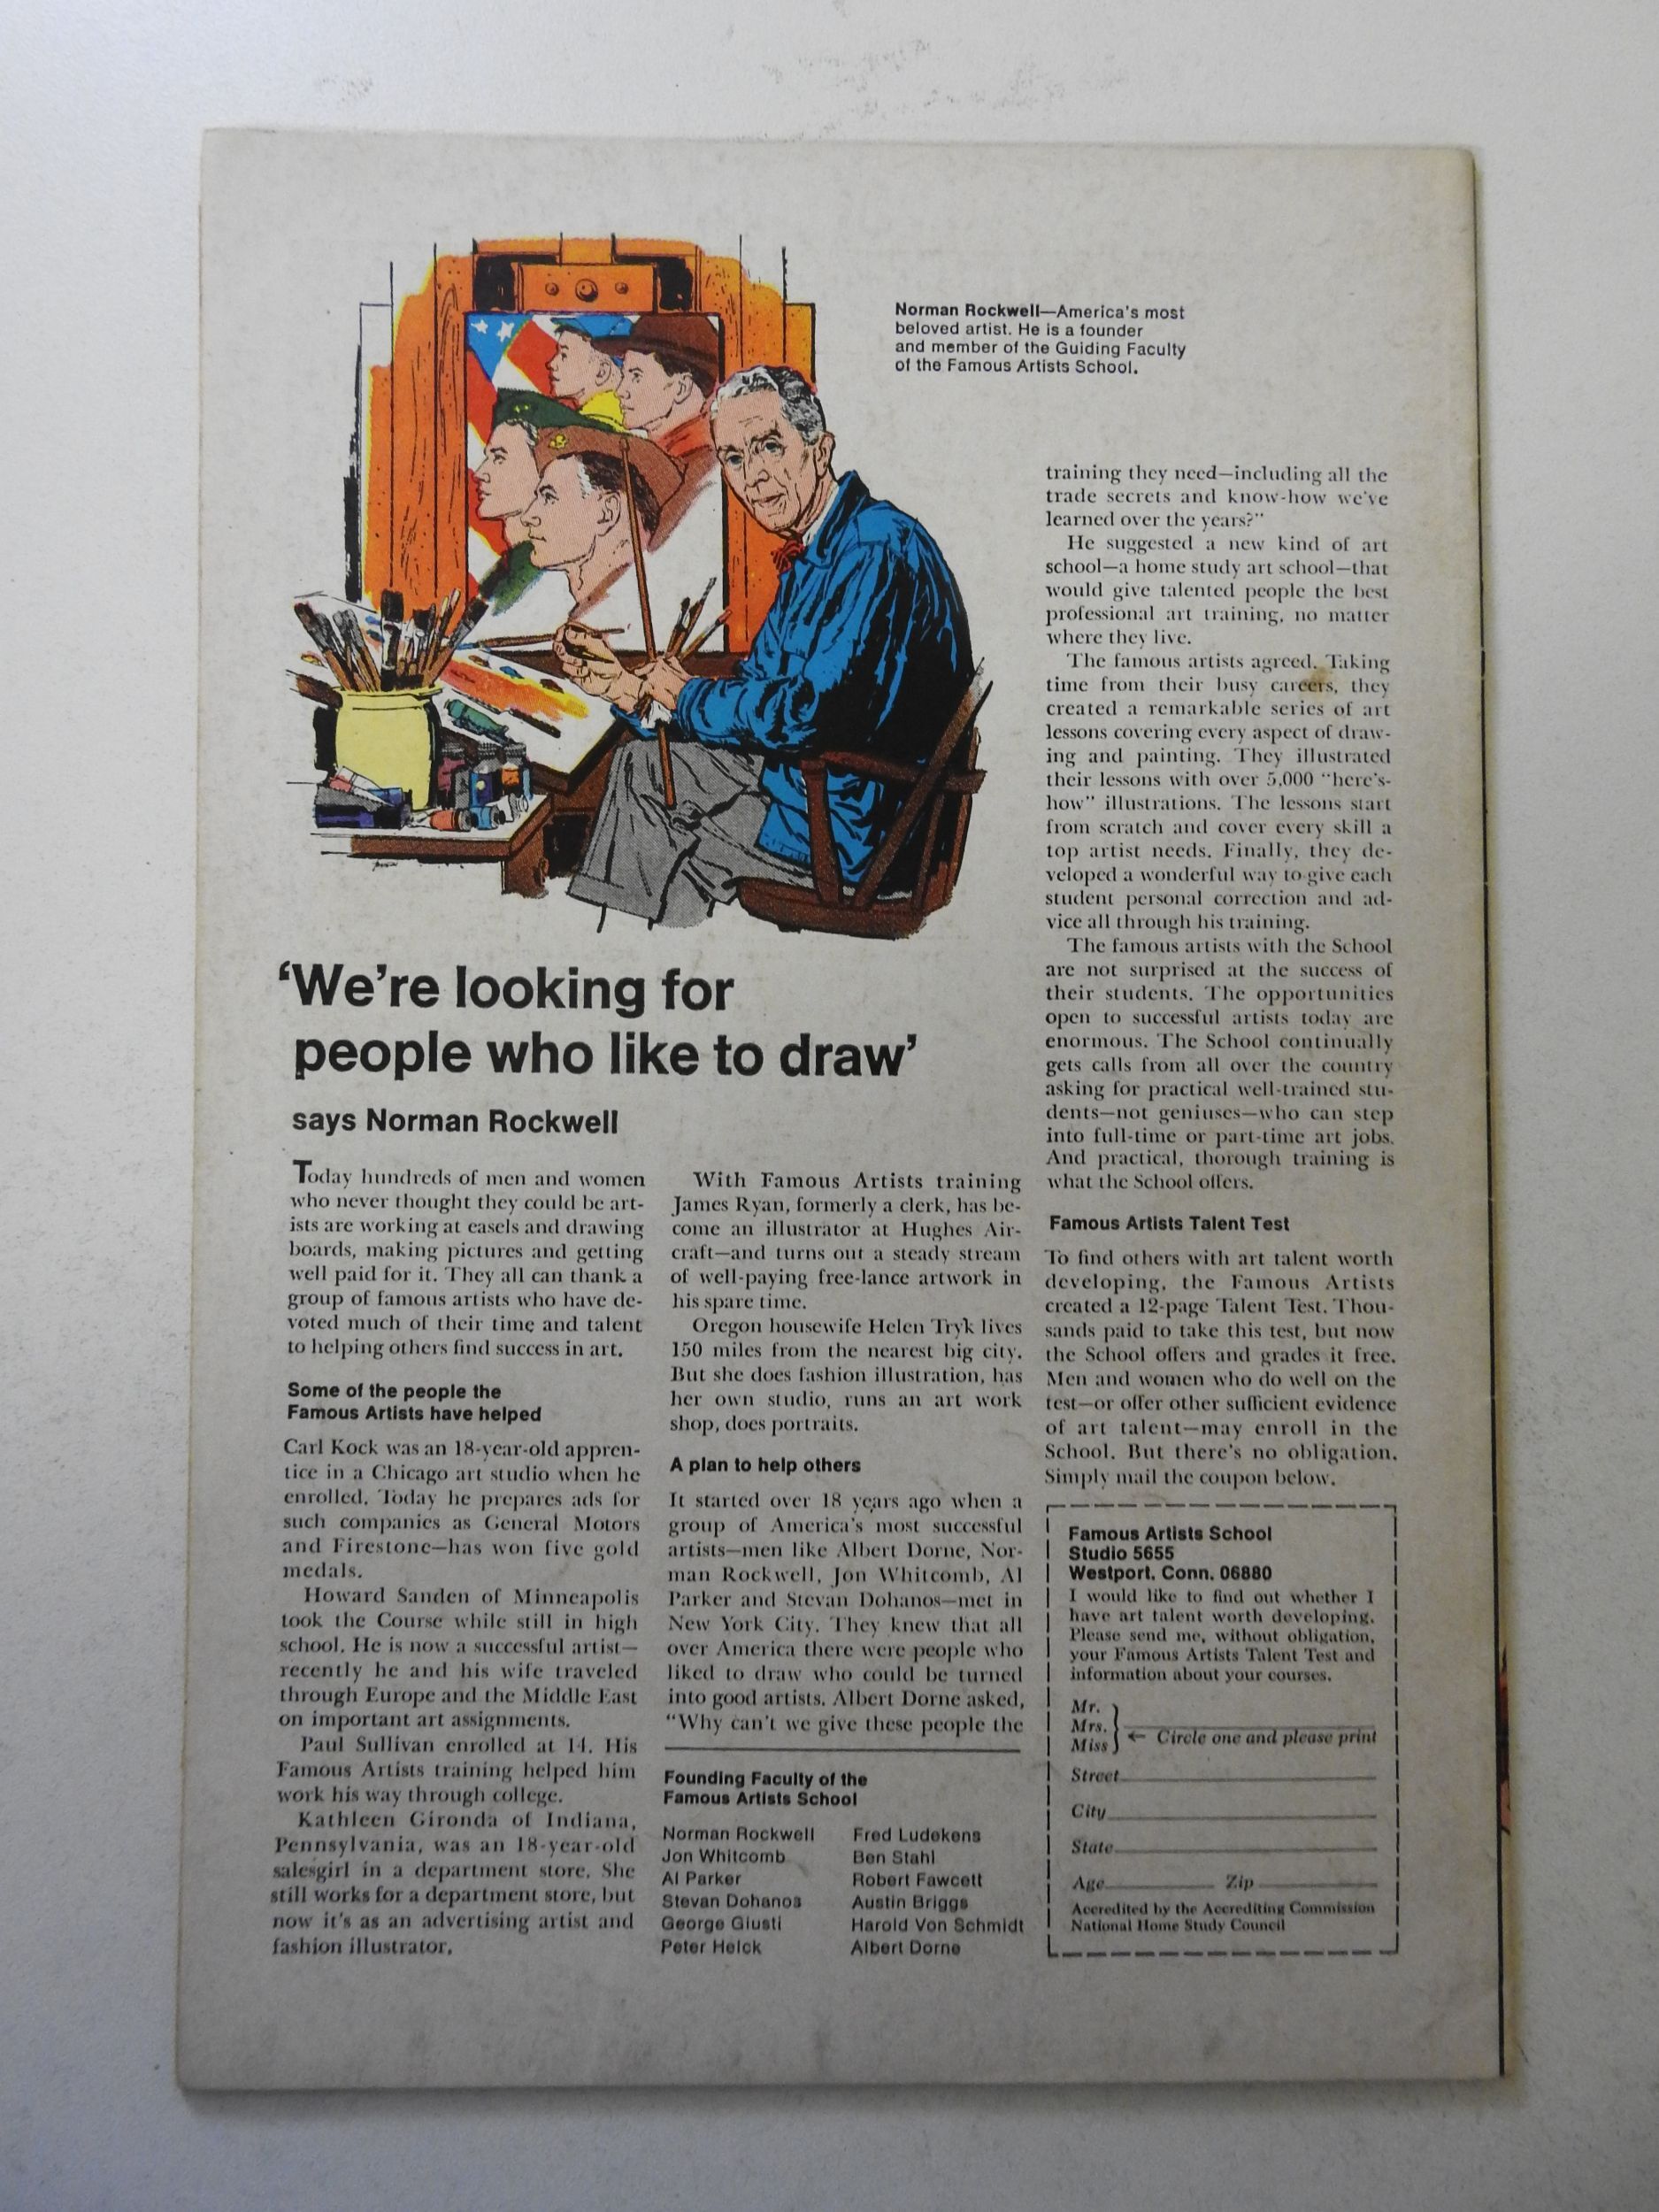 Norman Rockwell—America's most
beloved artist. He is a founder
and member of the Guiding Faculty
of the Famous Artists School.
'We're looking for
people who like to draw'
says Norman Rockwell
Today hundreds of men and women
who never thought they could be art-
ists are working at easels and drawing
boards, making pictures and getting
well paid for it. They all can thank a
group of famous artists who have de-
voted much of their time and talent
to helping others find success in art.
Some of the people the
Famous Artists have helped
Carl Kock was an 18-year-old appren-
tice in a Chicago art studio when he
enrolled. Today he prepares ads for
such companies as General Motors
and Firestone—has won five gold
medals.
Howard Sanden of Minneapolis
took the Course while still in high
school. He is now a successful artist—
recently he and his wife traveled
through Europe and the Middle East
on important art assignments.
Paul Sullivan enrolled at 14. His
Famous Artists training helped him
work his way through college.
Kathleen Gironda of Indiana,
Pennsylvania, was an 18-year-old
salesgirl in a department store. She
still works for a department store, but
now it's as an advertising artist and
fashion illustrator.
With Famous Artists training
James Ryan, formerly a clerk, has be-
come an illustrator at Hughes Air-
craft—and turns out a steady stream
of well-paying free-lance artwork in
his spare time.
Oregon housewife Helen Tryk lives
150 miles from the nearest big city.
But she does fashion illustration, has
her own studio, runs an art work
shop, does portraits.
A plan to help others
It started over 18 years ago when a
group of America's most successful
artists—men like Albert Dorne, Nor-
man Rockwell, Jon Whitcomb, Al
Parker and Stevan Dohanos—met in
New York City. They knew that all
over America there were people who
liked to draw who could be turned
into good artists. Albert Dorne asked,
"Why can't we give these people the
training they need—including all the
trade secrets and know-how we've
learned over the years?"
He suggested a new kind of art
school—a home study art school—that
would give talented people the best
professional art training, no matter
where they live.
The famous artists agreed. Taking
time from their busy careers, they
created a remarkable series of art
lessons covering every aspect of draw-
ing and painting. They illustrated
their lessons with over 5,000 "here's-
how" illustrations. The lessons start
from scratch and cover every skill a
top artist needs. Finally, they de-
veloped a wonderful way to give each
student personal correction and ad-
vice all through his training.
The famous artists with the School
are not surprised at the success of
their students. The opportunities
open to successful artists today are
enormous. The School continually
gets calls from all over the country
asking for practical well-trained stu-
dents—not geniuses—who can step
into full-time or part-time art jobs.
And practical, thorough training is
what the School offers.
Famous Artists Talent Test
To find others with art talent worth
developing, the Famous Artists
created a 12-page Talent Test. Thou-
sands paid to take this test, but now
the School offers and grades it free.
Men and women who do well on the
test—or offer other sufficient evidence
of art talent—may enroll in the
School. But there's no obligation.
Simply mail the coupon below.
Founding Faculty of the
Famous Artists School
Norman Rockwell
Jon Whitcomb
Al Parker
Stevan Dohanos
George Giusti
Peter Helck
Fred Ludekens
Ben Stahl
Robert Fawcett
Austin Briggs
Harold Von Schmidt
Albert Dorne
Famous Artists School
Studio 5655
Westport, Conn. 06880
I would like to find out whether I
have art talent worth developing.
Please send me, without obligation,
your Famous Artists Talent Test and
information about your courses.
Mr.
Mrs.
Miss
← Circle one and please print
Street
City
State
Age Zip
Accredited by the Accrediting Commission
National Home Study Council